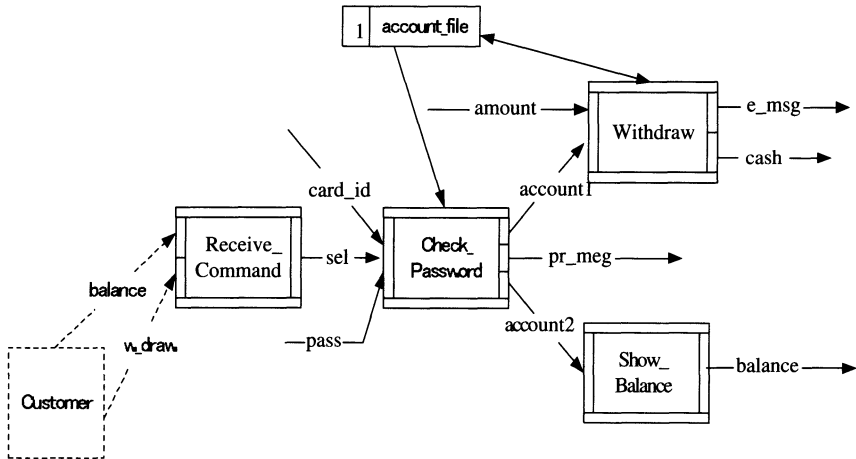 1 account_file
amount
e_msg
Withdraw
cash
card_id
account1
Receive_
Command
sel
Check_
Password
pr_meg
balance
pass
account2
w_draw
Show_
Balance
balance
Customer